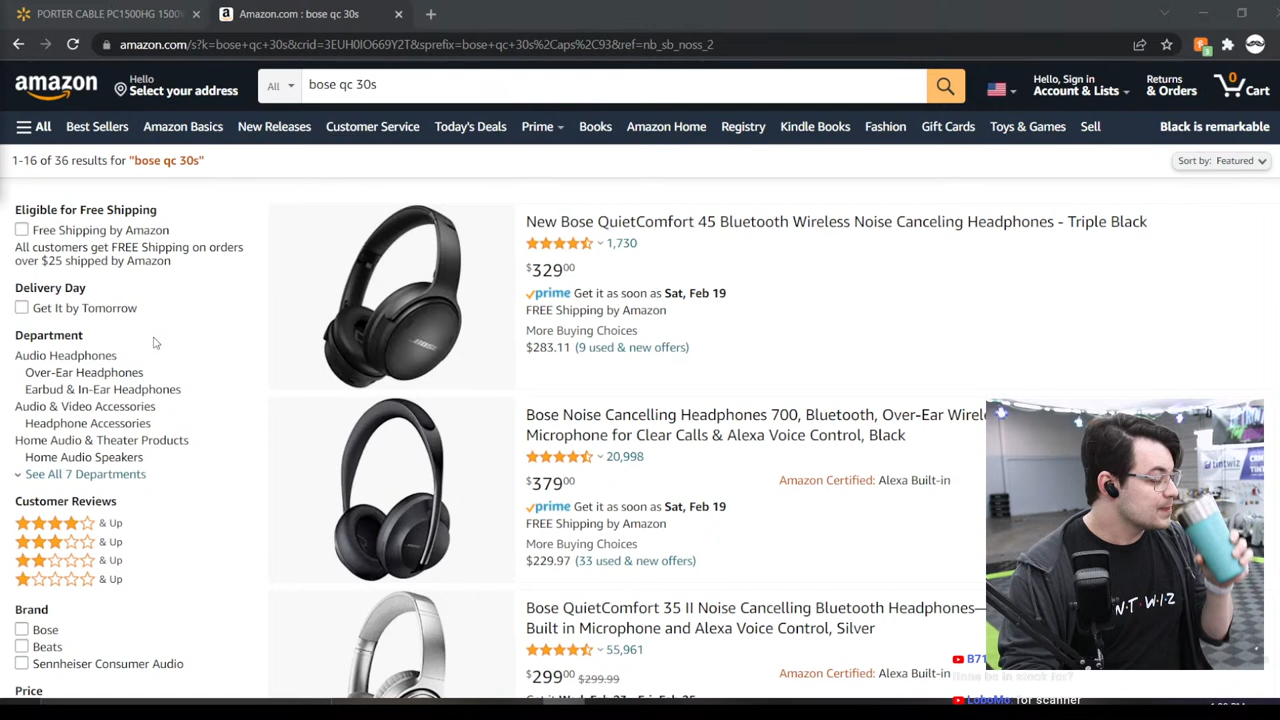 PORTER CABLE PC1500HG 1500W
Amazon.com : bose qc 30s
amazon.com/s?k=bose+qc+30s&crid=3EUH0IO669Y2T&sprefix=bose+qc+30s%2Caps%2C93&ref=nb_sb_noss_2
amazon
Hello
Select your address
All
bose qc 30s
Hello, Sign in
Account & Lists
Returns
& Orders
0
Cart
All
Best Sellers
Amazon Basics
New Releases
Customer Service
Today's Deals
Prime
Books
Amazon Home
Registry
Kindle Books
Fashion
Gift Cards
Toys & Games
Sell
Black is remarkable
1-16 of 36 results for "bose qc 30s"
Sort by: Featured
Eligible for Free Shipping
Free Shipping by Amazon
All customers get FREE Shipping on orders
over $25 shipped by Amazon
Delivery Day
Get It by Tomorrow
Department
Audio Headphones
Over-Ear Headphones
Earbud & In-Ear Headphones
Audio & Video Accessories
Headphone Accessories
Home Audio & Theater Products
Home Audio Speakers
See All 7 Departments
Customer Reviews
& Up
& Up
& Up
& Up
Brand
Bose
Beats
Sennheiser Consumer Audio
Price
New Bose QuietComfort 45 Bluetooth Wireless Noise Canceling Headphones - Triple Black
1,730
$329.00
prime Get it as soon as Sat, Feb 19
FREE Shipping by Amazon
More Buying Choices
$283.11 (9 used & new offers)
Bose Noise Cancelling Headphones 700, Bluetooth, Over-Ear Wirele
Microphone for Clear Calls & Alexa Voice Control, Black
20,998
$379.00
Amazon Certified: Alexa Built-in
prime Get it as soon as Sat, Feb 19
FREE Shipping by Amazon
More Buying Choices
$229.97 (33 used & new offers)
Bose QuietComfort 35 II Noise Cancelling Bluetooth Headphones—
Built in Microphone and Alexa Voice Control, Silver
55,961
$299.00 $299.99
Amazon Certified: Alexa Built-in
BOSE
tintwiz
N·T·W·I·Z
B71
be in stock for?
LoboMo: for scanner